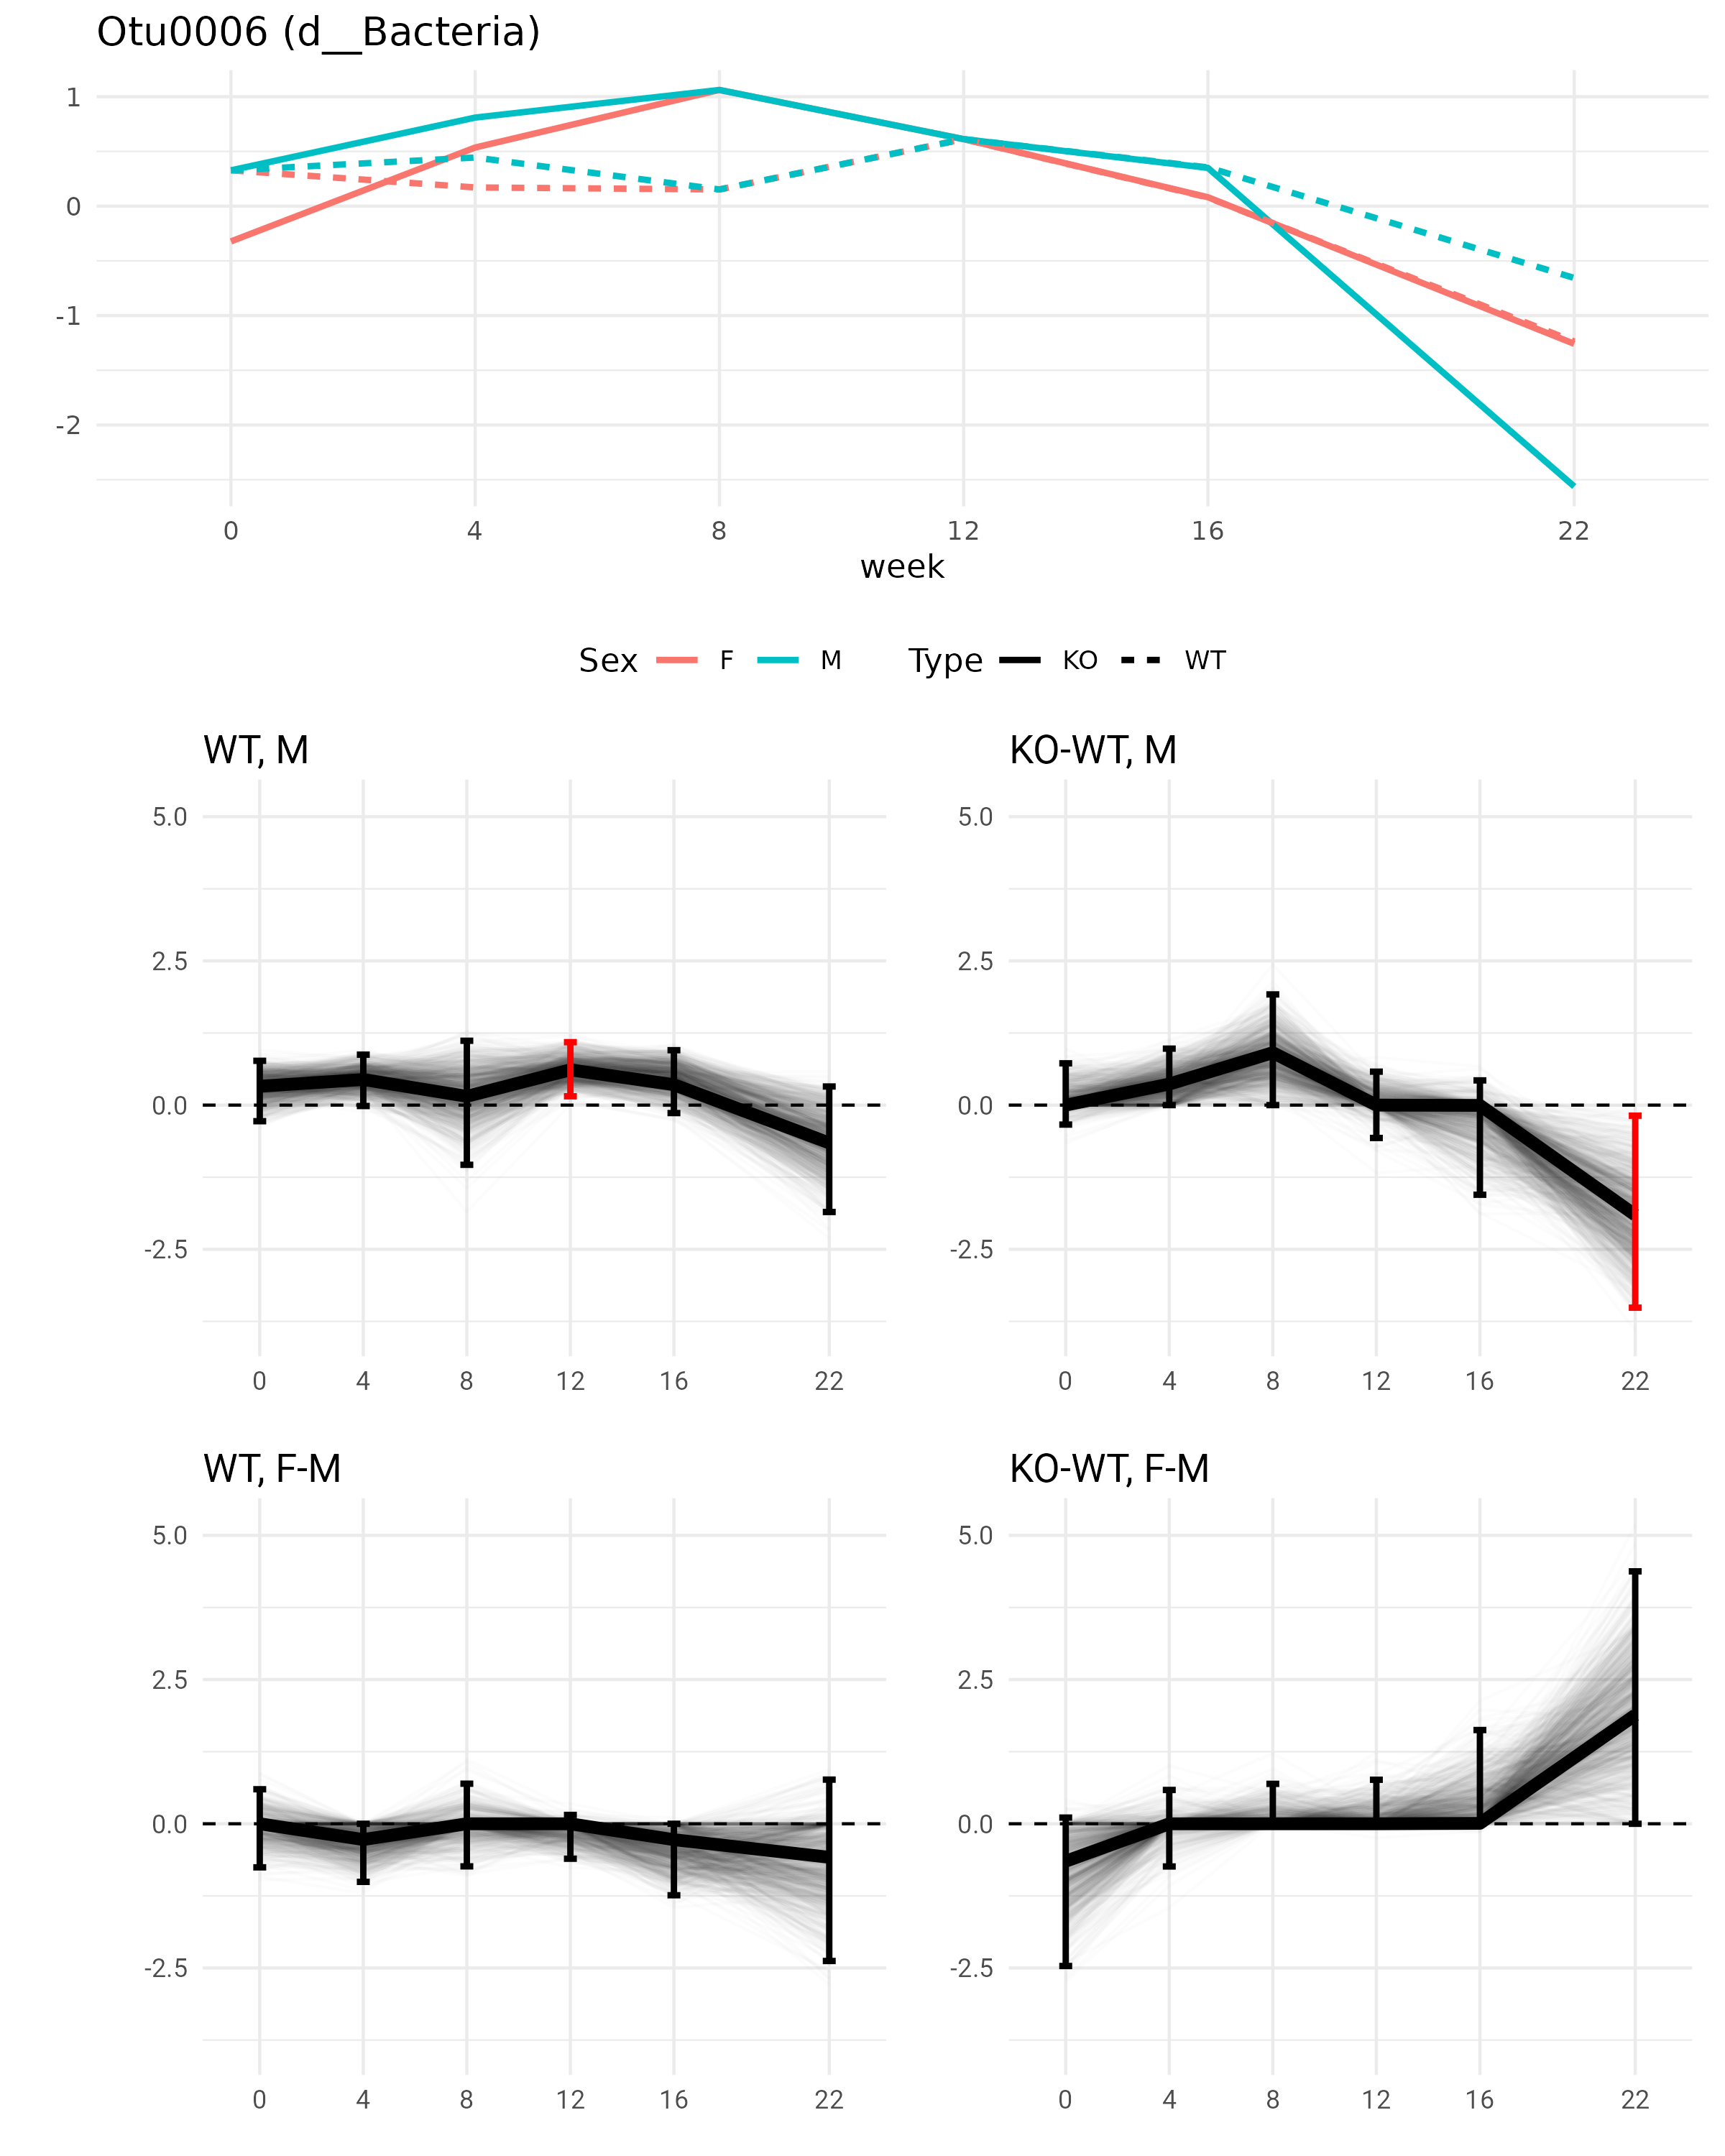 Otu0006 (d__Bacteria)
1
0
-1
-2
0 4 8 12 16 22
week
Sex F M Type KO WT
WT, M KO-WT, M
5.0 5.0
2.5 2.5
0.0 0.0
-2.5 -2.5
0 4 8 12 16 22 0 4 8 12 16 22
WT, F-M KO-WT, F-M
5.0 5.0
2.5 2.5
0.0 0.0
-2.5 -2.5
0 4 8 12 16 22 0 4 8 12 16 22